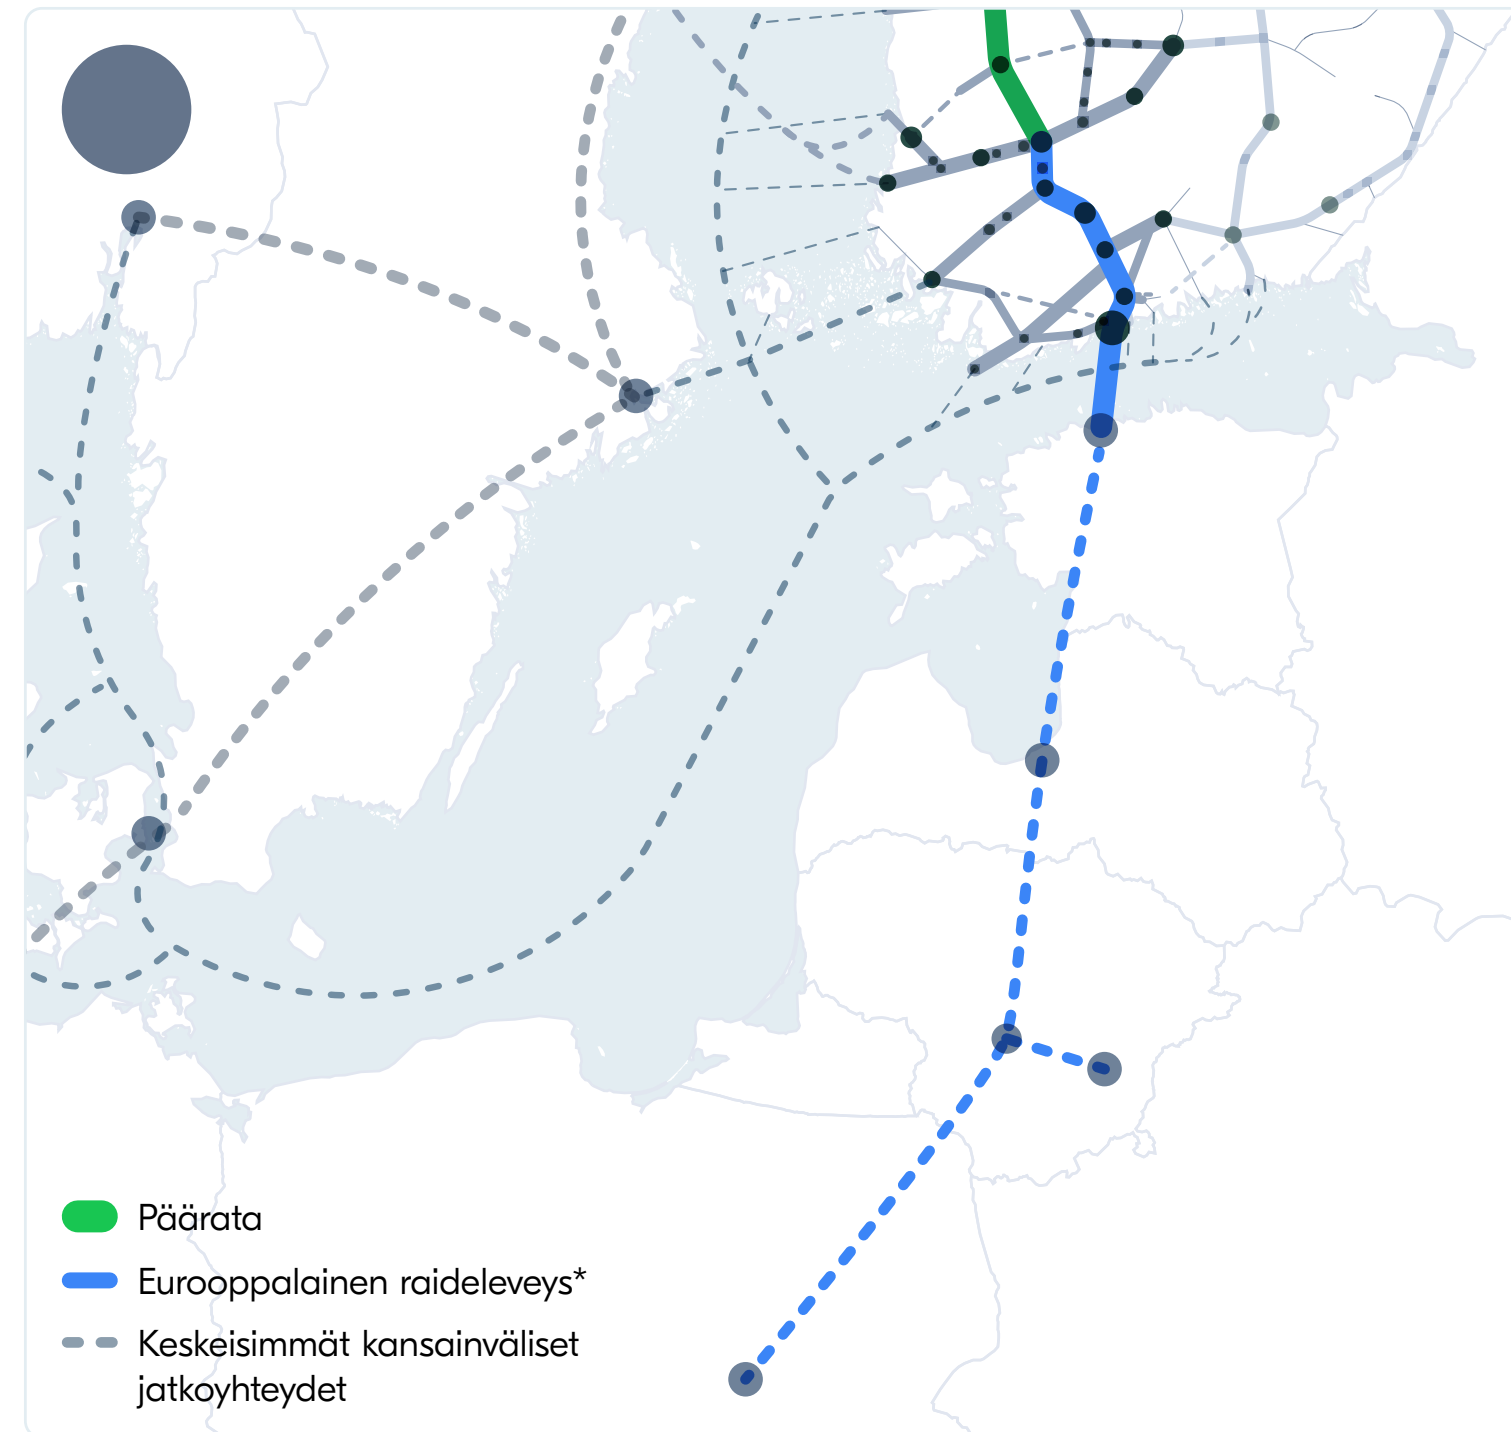 Päärata
Eurooppalainen raideleveys*
Keskeisimmät kansainväliset
jatkoyhteydet